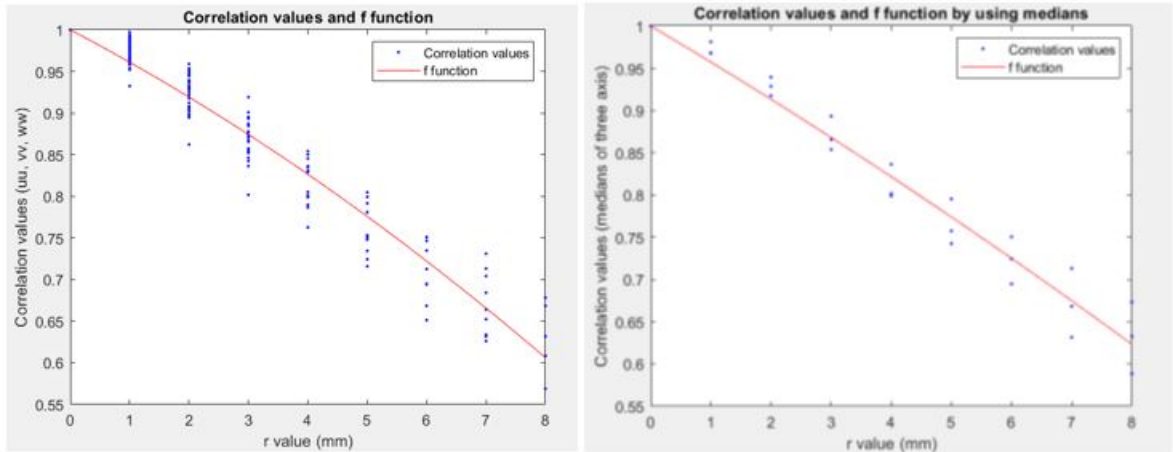 Correlation values and f function
Correlation values (uu, vv, ww)
1
0.95
0.9
0.85
0.8
0.75
0.7
0.65
0.6
0.55
Correlation values
f function
0 1 2 3 4 5 6 7 8
r value (mm)
Correlation values and f function by using medians
Correlation values (medians of three axis)
1
0.95
0.9
0.85
0.8
0.75
0.7
0.65
0.6
0.55
Correlation values
f function
0 1 2 3 4 5 6 7 8
r value (mm)